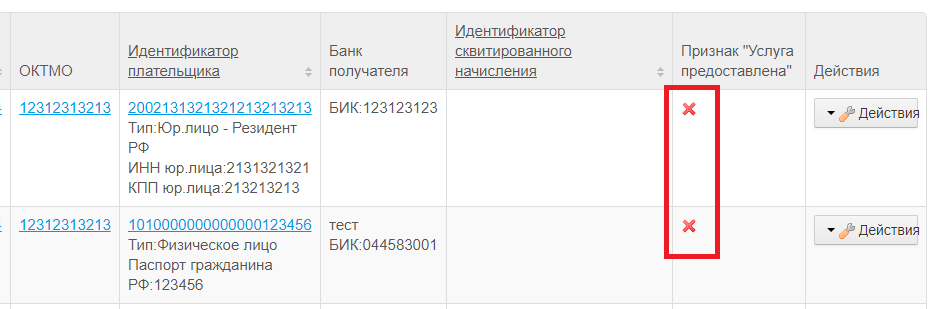 ОКТМО
Идентификатор
плательщика
Банк
получателя
Идентификатор
сквитированного
начисления
Признак "Услуга
предоставлена"
Действия
12312313213
2002131321321213213213
Тип:Юр.лицо - Резидент
РФ
ИНН юр.лица:2131321321
КПП юр.лица:213213213
БИК:123123123
Действия
12312313213
1010000000000000123456
Тип:Физическое лицо
Паспорт гражданина
РФ:123456
тест
БИК:044583001
Действия